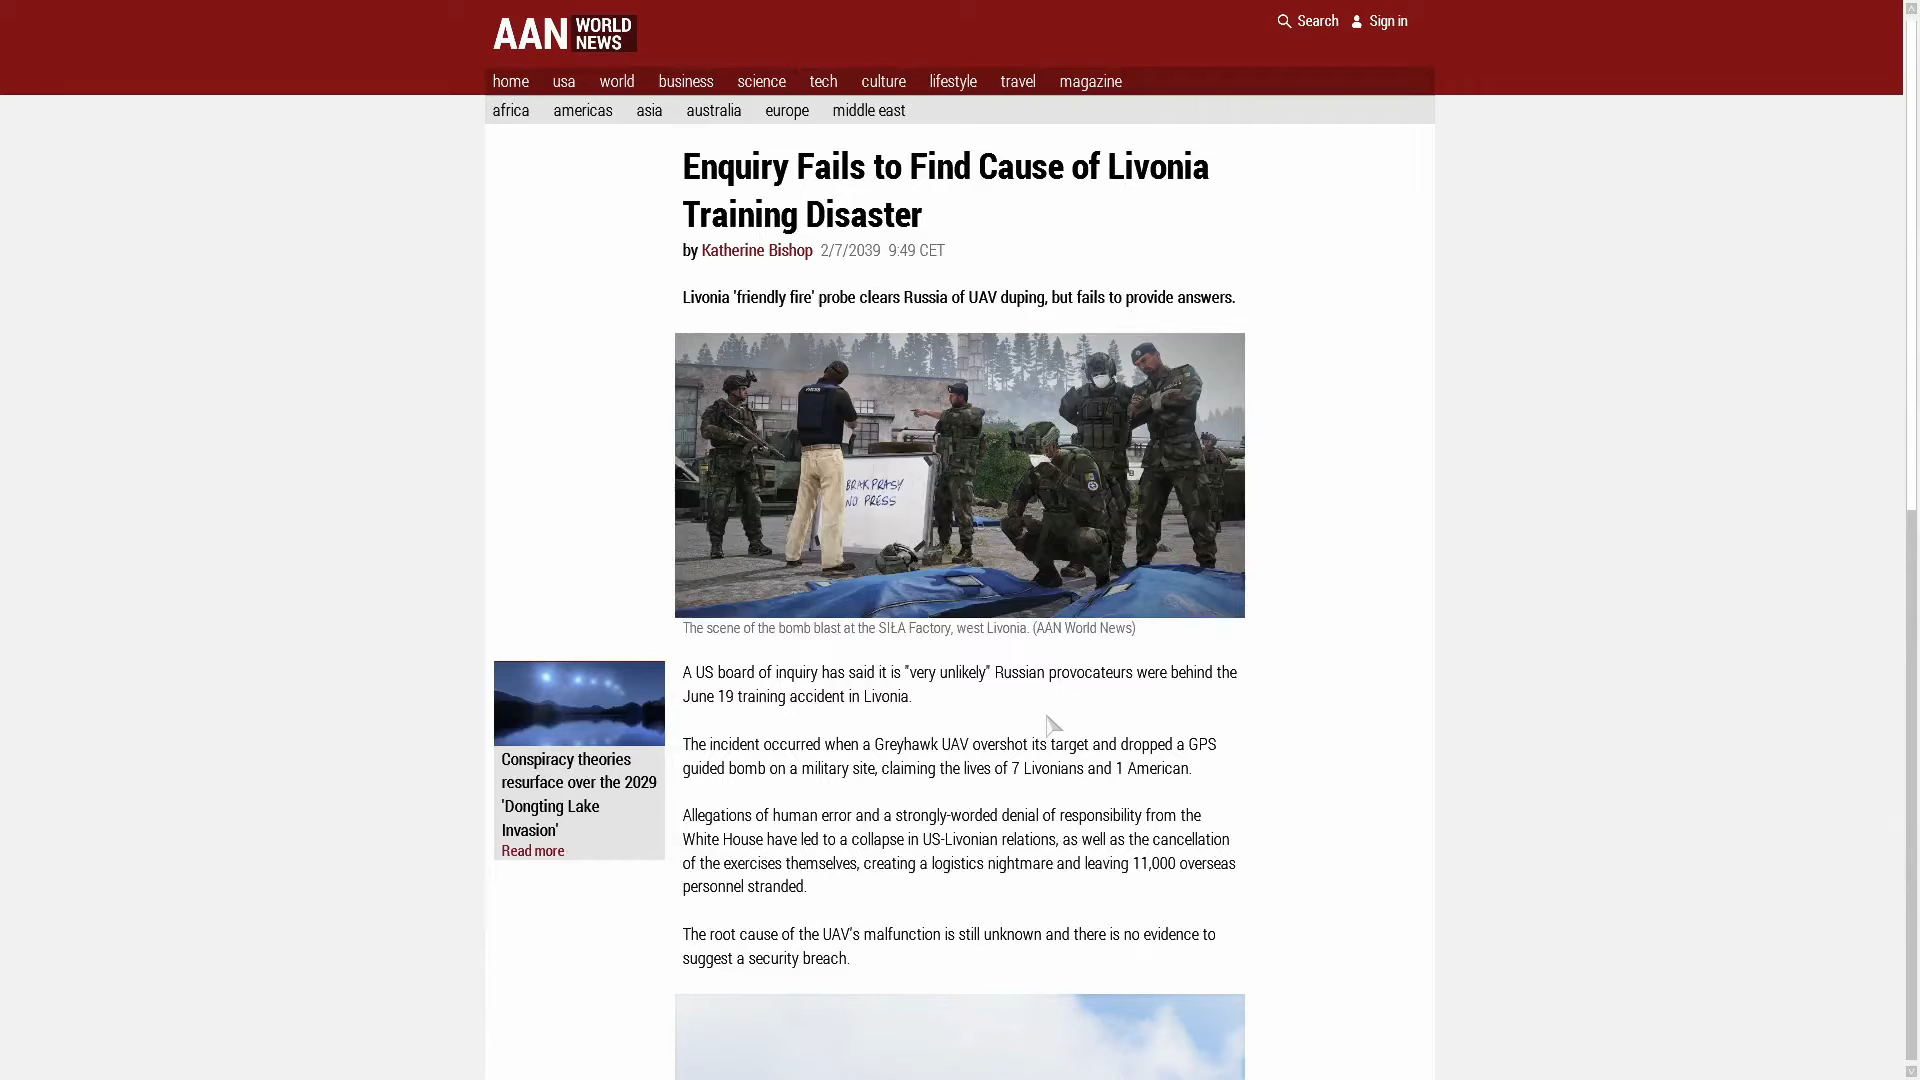 AAN WORLD NEWS
Search Sign in
home usa world business science tech culture lifestyle travel magazine
africa americas asia australia europe middle east
Enquiry Fails to Find Cause of Livonia
Training Disaster
by Katherine Bishop 2/7/2039 9:49 CET
Livonia 'friendly fire' probe clears Russia of UAV duping, but fails to provide answers.
PRESS
BRAK PRASY
NO PRESS
The scene of the bomb blast at the SIŁA Factory, west Livonia. (AAN World News)
Conspiracy theories
resurface over the 2029
'Dongting Lake
Invasion'
Read more
A US board of inquiry has said it is "very unlikely" Russian provocateurs were behind the
June 19 training accident in Livonia.
The incident occurred when a Greyhawk UAV overshot its target and dropped a GPS
guided bomb on a military site, claiming the lives of 7 Livonians and 1 American.
Allegations of human error and a strongly-worded denial of responsibility from the
White House have led to a collapse in US-Livonian relations, as well as the cancellation
of the exercises themselves, creating a logistics nightmare and leaving 11,000 overseas
personnel stranded.
The root cause of the UAV's malfunction is still unknown and there is no evidence to
suggest a security breach.